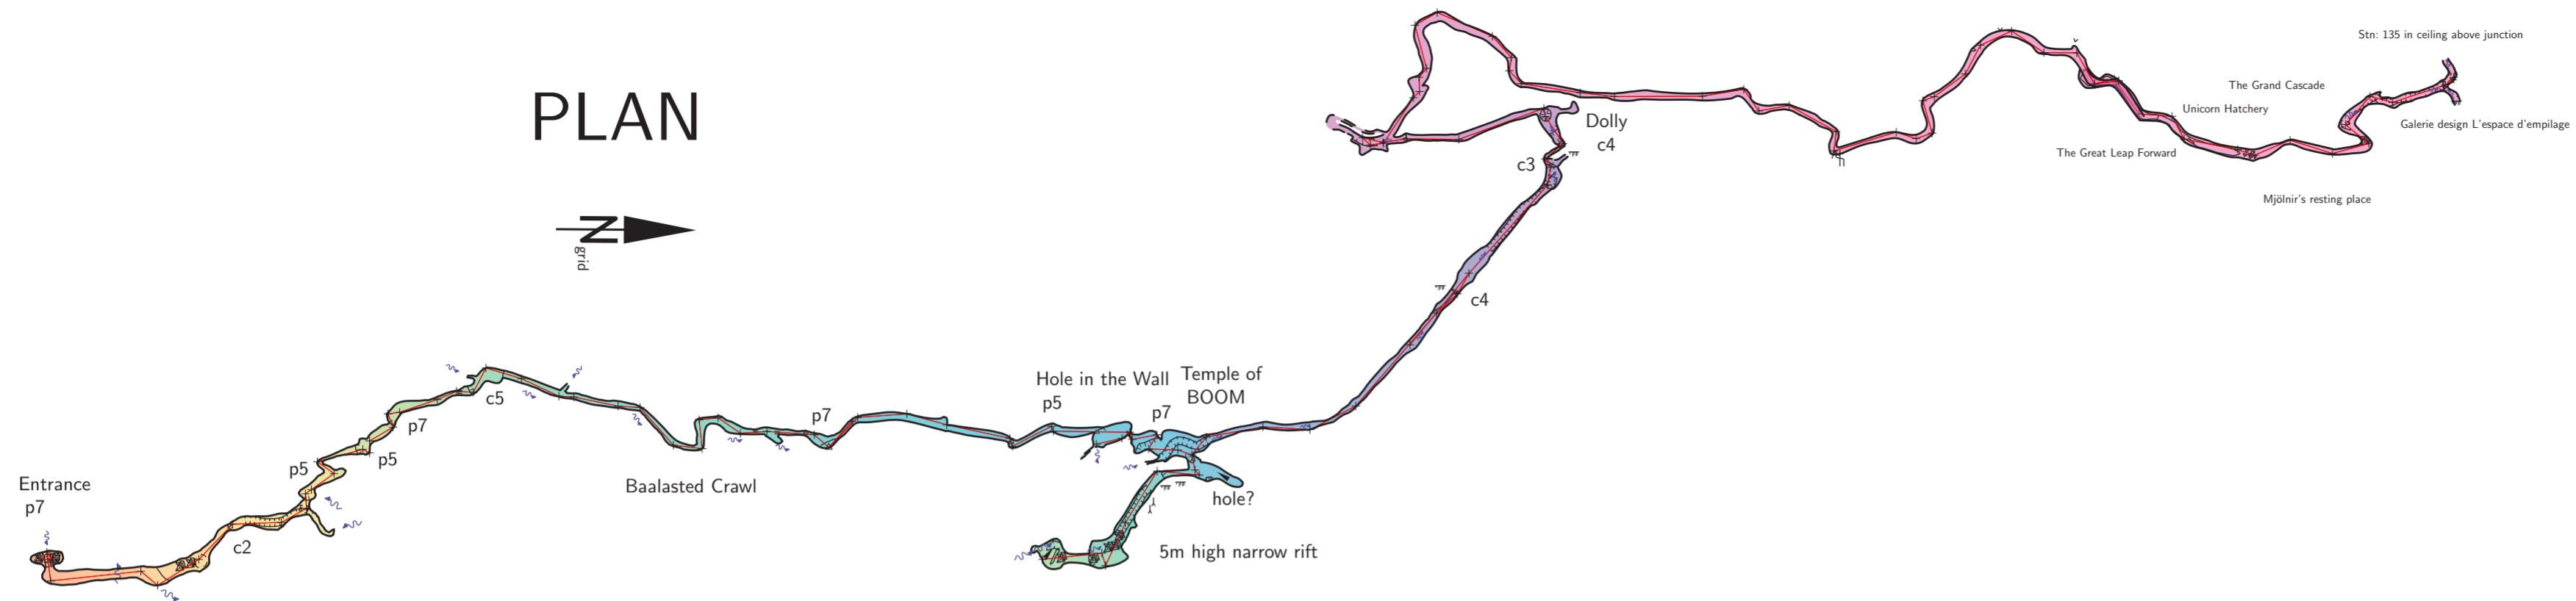 PLAN
N
grid
Entrance
p7
c2
p5
p5
p7
c5
Baalasted Crawl
p7
Hole in the Wall
p5
Temple of
BOOM
p7
hole?
5m high narrow rift
c4
c3
Dolly
c4
h
Stn: 135 in ceiling above junction
The Grand Cascade
Unicorn Hatchery
Galerie design L'espace d'empilage
The Great Leap Forward
Mjölnir's resting place